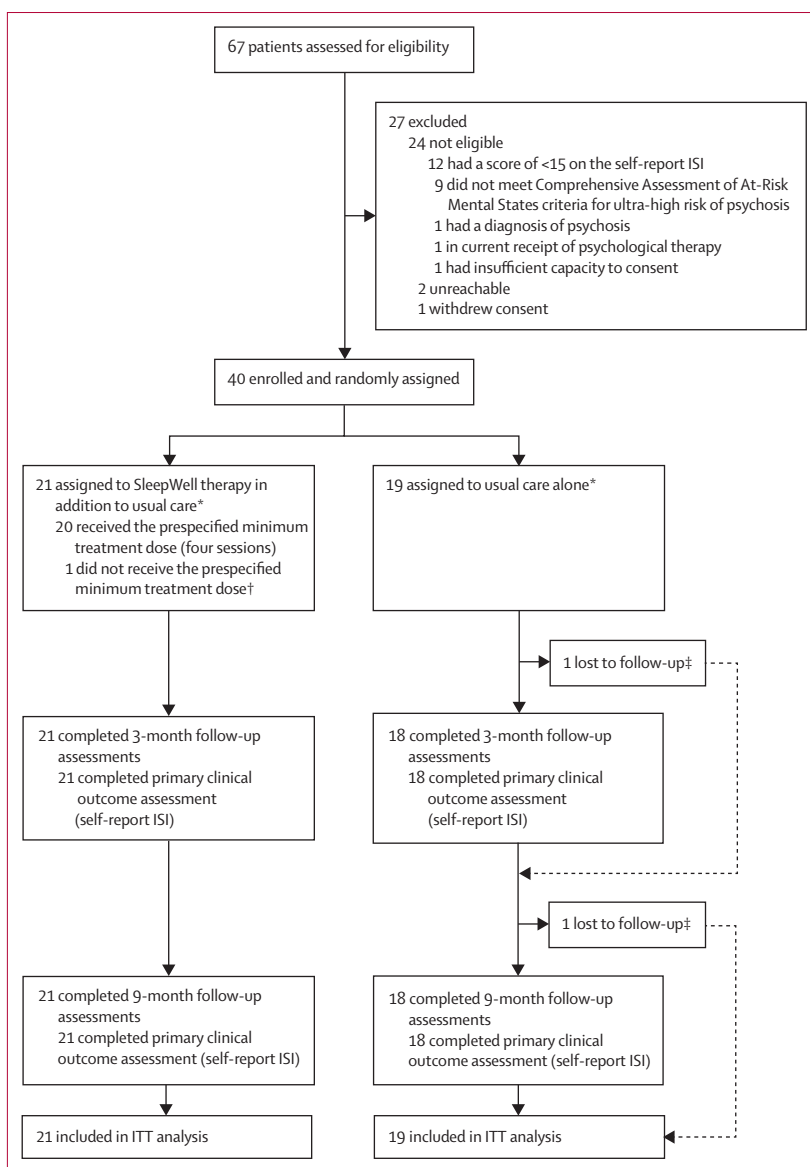 67 patients assessed for eligibility
27 excluded
24 not eligible
12 had a score of <15 on the self-report ISI
9 did not meet Comprehensive Assessment of At-Risk
Mental States criteria for ultra-high risk of psychosis
1 had a diagnosis of psychosis
1 in current receipt of psychological therapy
1 had insufficient capacity to consent
2 unreachable
1 withdrew consent
40 enrolled and randomly assigned
21 assigned to SleepWell therapy in
addition to usual care*
20 received the prespecified minimum
treatment dose (four sessions)
1 did not receive the prespecified
minimum treatment dose†
19 assigned to usual care alone*
1 lost to follow-up‡
21 completed 3-month follow-up
assessments
21 completed primary clinical
outcome assessment
(self-report ISI)
18 completed 3-month follow-up
assessments
18 completed primary clinical
outcome assessment
(self-report ISI)
1 lost to follow-up‡
21 completed 9-month follow-up
assessments
21 completed primary clinical
outcome assessment (self-report ISI)
18 completed 9-month follow-up
assessments
18 completed primary clinical
outcome assessment (self-report ISI)
21 included in ITT analysis
19 included in ITT analysis